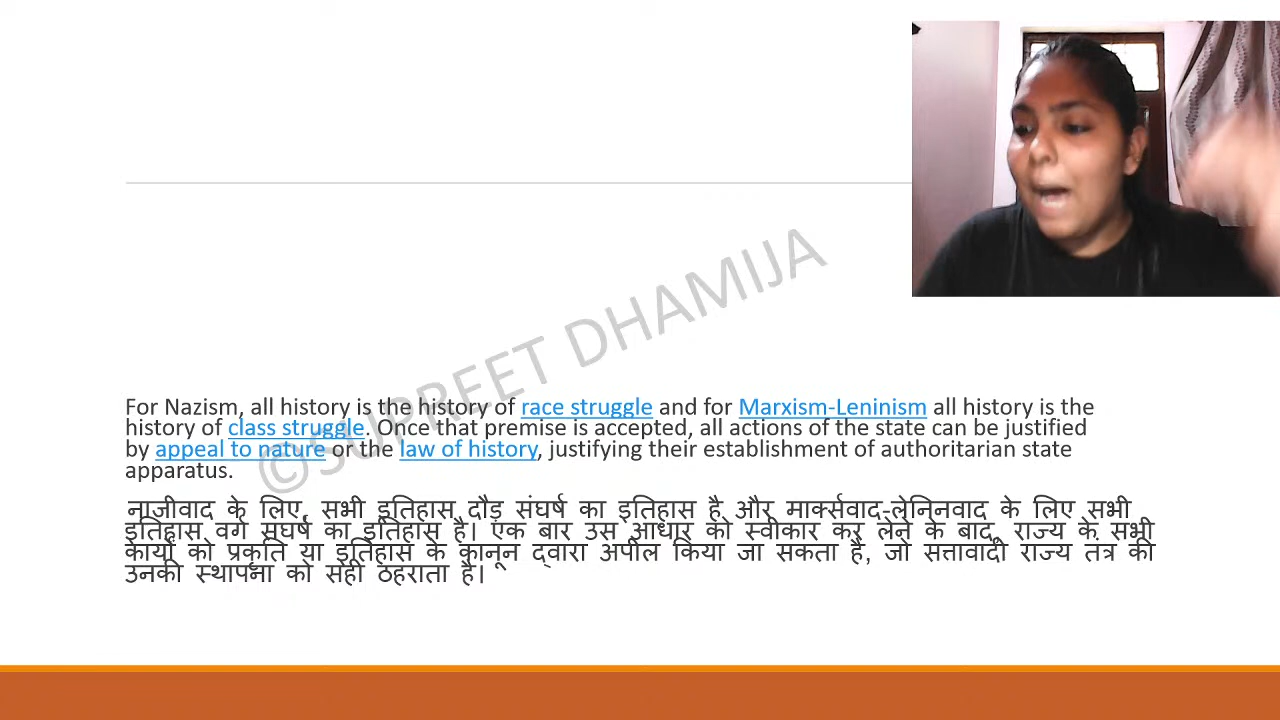 ©SUPREET DHAMIJA
For Nazism, all history is the history of race struggle and for Marxism-Leninism all history is the
history of class struggle. Once that premise is accepted, all actions of the state can be justified
by appeal to nature or the law of history, justifying their establishment of authoritarian state
apparatus.
नाजीवाद के लिए, सभी इतिहास दौड़ संघर्ष का इतिहास है और मार्क्सवाद-लेनिनवाद के लिए सभी
इतिहास वर्ग संघर्ष का इतिहास है। एक बार उस आधार को स्वीकार कर लेने के बाद, राज्य के सभी
कार्यों को प्रकृति या इतिहास के क़ानून द्वारा अपील किया जा सकता है, जो सत्तावादी राज्य तंत्र की
उनकी स्थापना को सही ठहराता है।